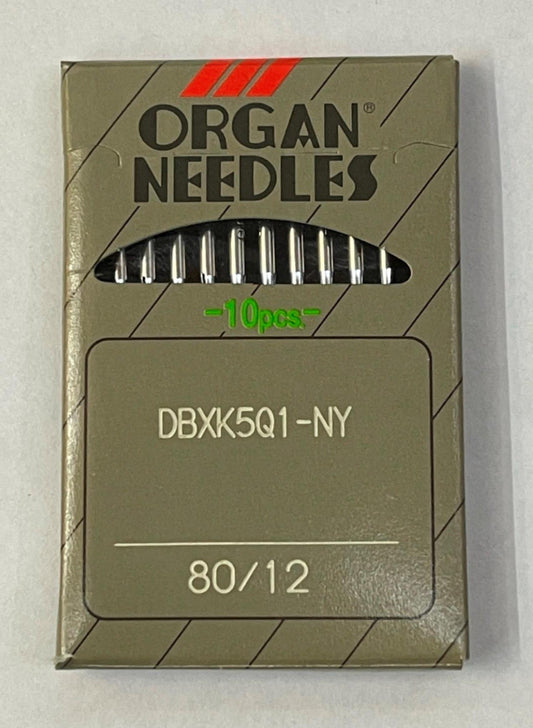 ORGAN®
NEEDLES
-10pcs.-
DBXK5Q1-NY
80/12